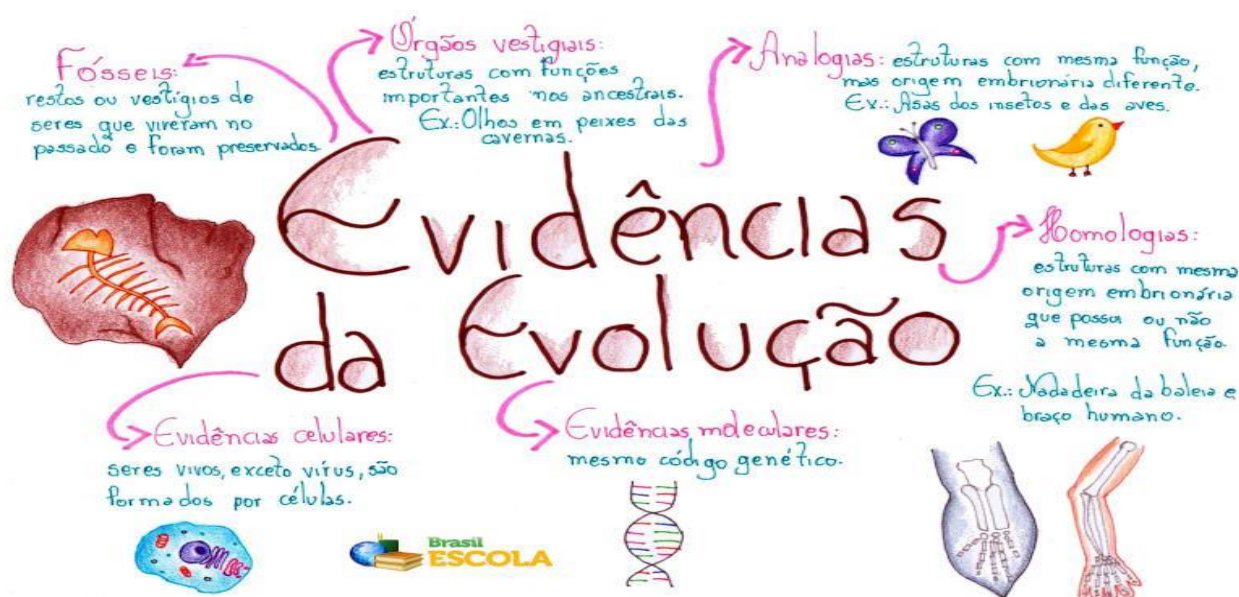 Fósseis:
restos ou vestígios de
seres que viveram no
passado e foram preservados.
Órgãos vestigiais:
estruturas com funções
importantes nos ancestrais.
Ex.: Olhos em peixes das
cavernas.
Analogias: estruturas com mesma função,
mas origem embrionária diferente.
Ex.: Asas dos insetos e das aves.
Evidências
da Evolução
Homologias:
estruturas com mesma
origem embrionária
que possui ou não
a mesma função.
Ex.: Nadadeira da baleia e
braço humano.
Evidências celulares:
seres vivos, exceto vírus, são
formados por células.
Evidências moleculares:
mesmo código genético.
Brasil
ESCOLA